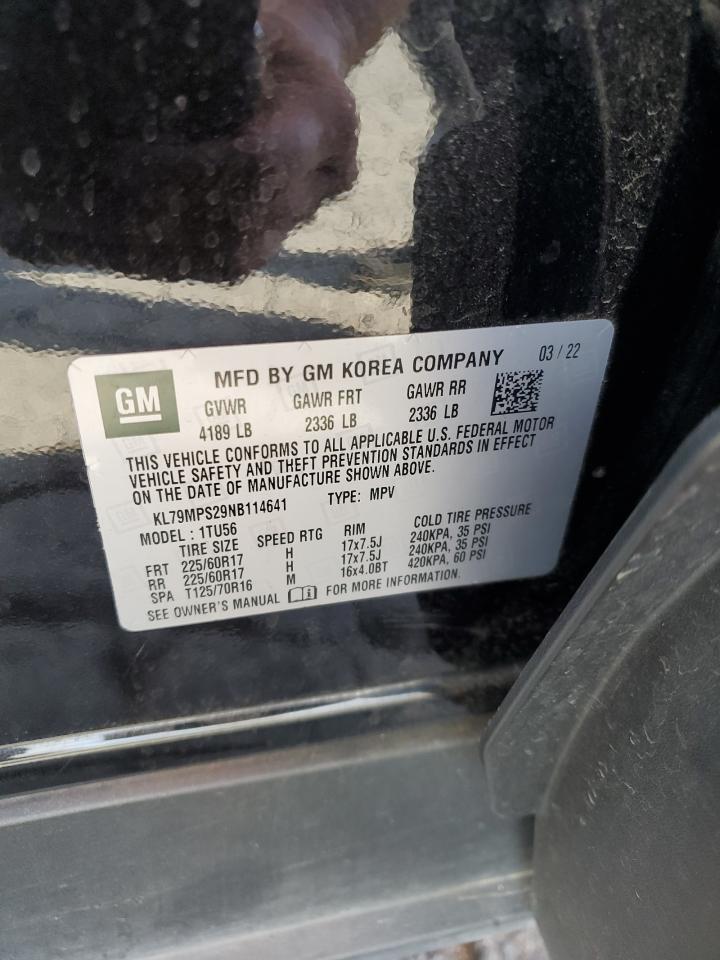 GM
MFD BY GM KOREA COMPANY 03 / 22
GVWR GAWR FRT GAWR RR
4189 LB 2336 LB 2336 LB
THIS VEHICLE CONFORMS TO ALL APPLICABLE U.S. FEDERAL MOTOR
VEHICLE SAFETY AND THEFT PREVENTION STANDARDS IN EFFECT
ON THE DATE OF MANUFACTURE SHOWN ABOVE.
KL79MPS29NB114641 TYPE: MPV
MODEL : 1TU56
TIRE SIZE SPEED RTG RIM COLD TIRE PRESSURE
FRT 225/60R17 H 17x7.5J 240KPA, 35 PSI
RR 225/60R17 H 17x7.5J 240KPA, 35 PSI
SPA T125/70R16 M 16x4.0BT 420KPA, 60 PSI
SEE OWNER'S MANUAL FOR MORE INFORMATION.